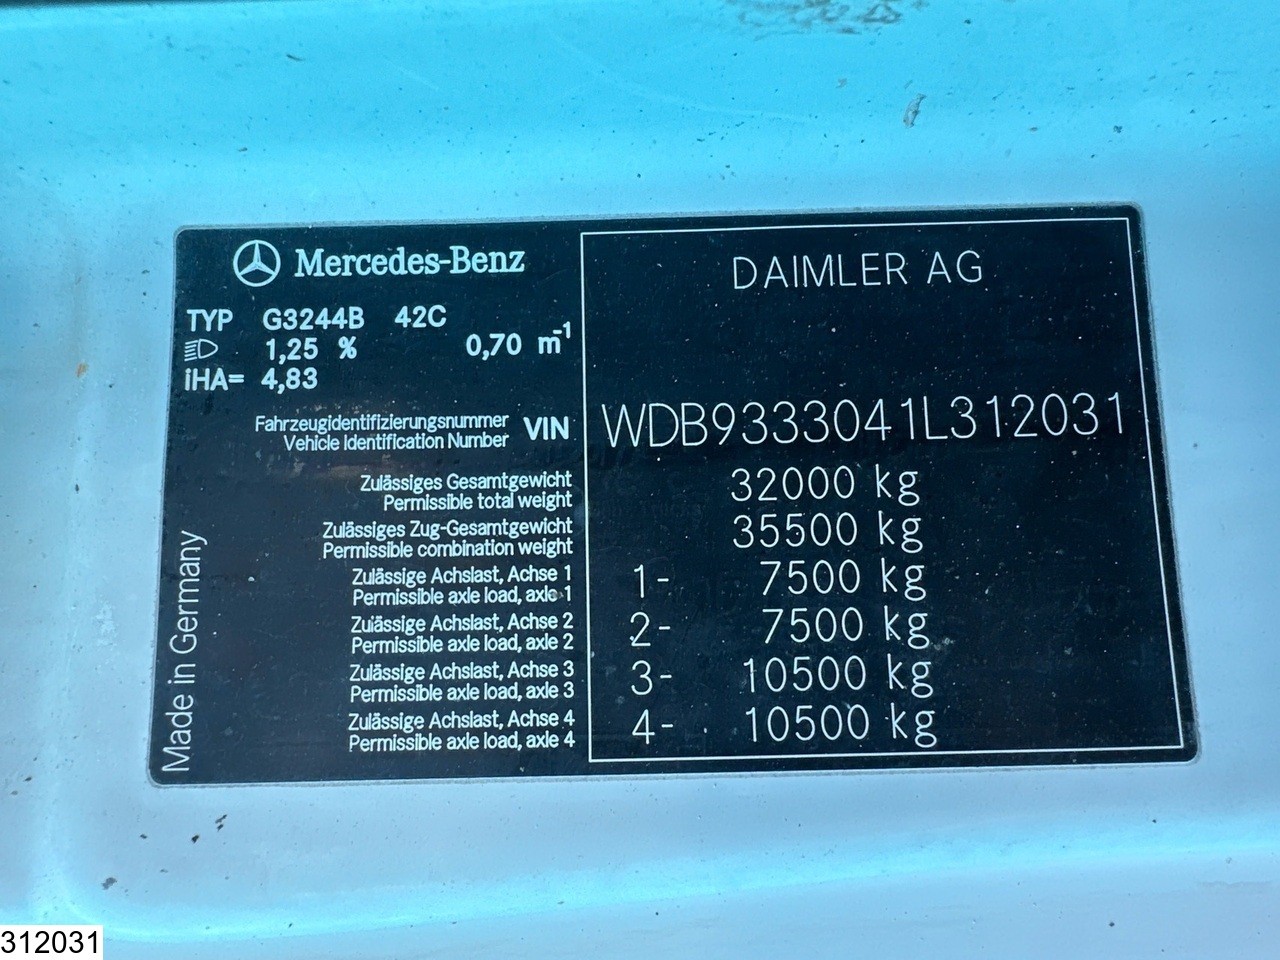 Mercedes-Benz
TYP G3244B 42C
1,25 % 0,70 m-1
iHA= 4,83
Fahrzeugidentifizierungsnummer
Vehicle Identification Number
VIN
Zulässiges Gesamtgewicht
Permissible total weight
Zulässiges Zug-Gesamtgewicht
Permissible combination weight
Zulässige Achslast, Achse 1
Permissible axle load, axle 1
Zulässige Achslast, Achse 2
Permissible axle load, axle 2
Zulässige Achslast, Achse 3
Permissible axle load, axle 3
Zulässige Achslast, Achse 4
Permissible axle load, axle 4
Made in Germany
DAIMLER AG
WDB9333041L312031
32000 kg
35500 kg
1- 7500 kg
2- 7500 kg
3- 10500 kg
4- 10500 kg
312031